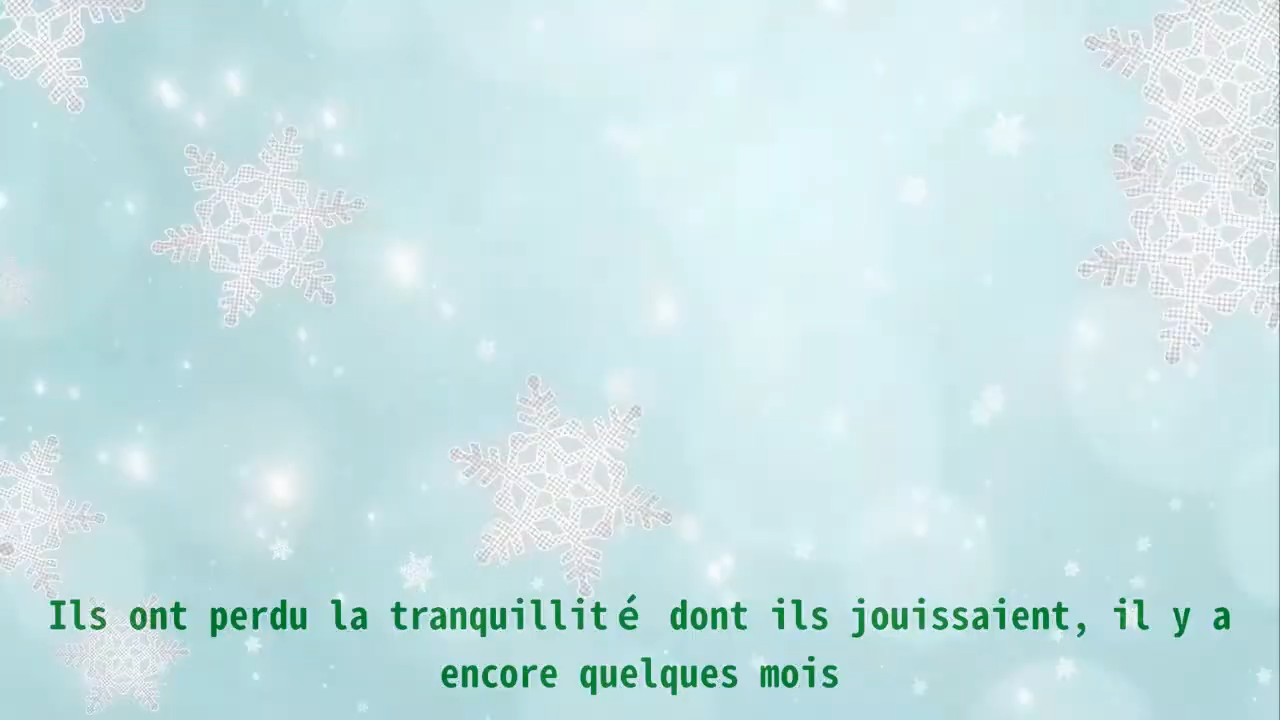 Ils ont perdu la tranquillité dont ils jouissaient, il y a
encore quelques mois